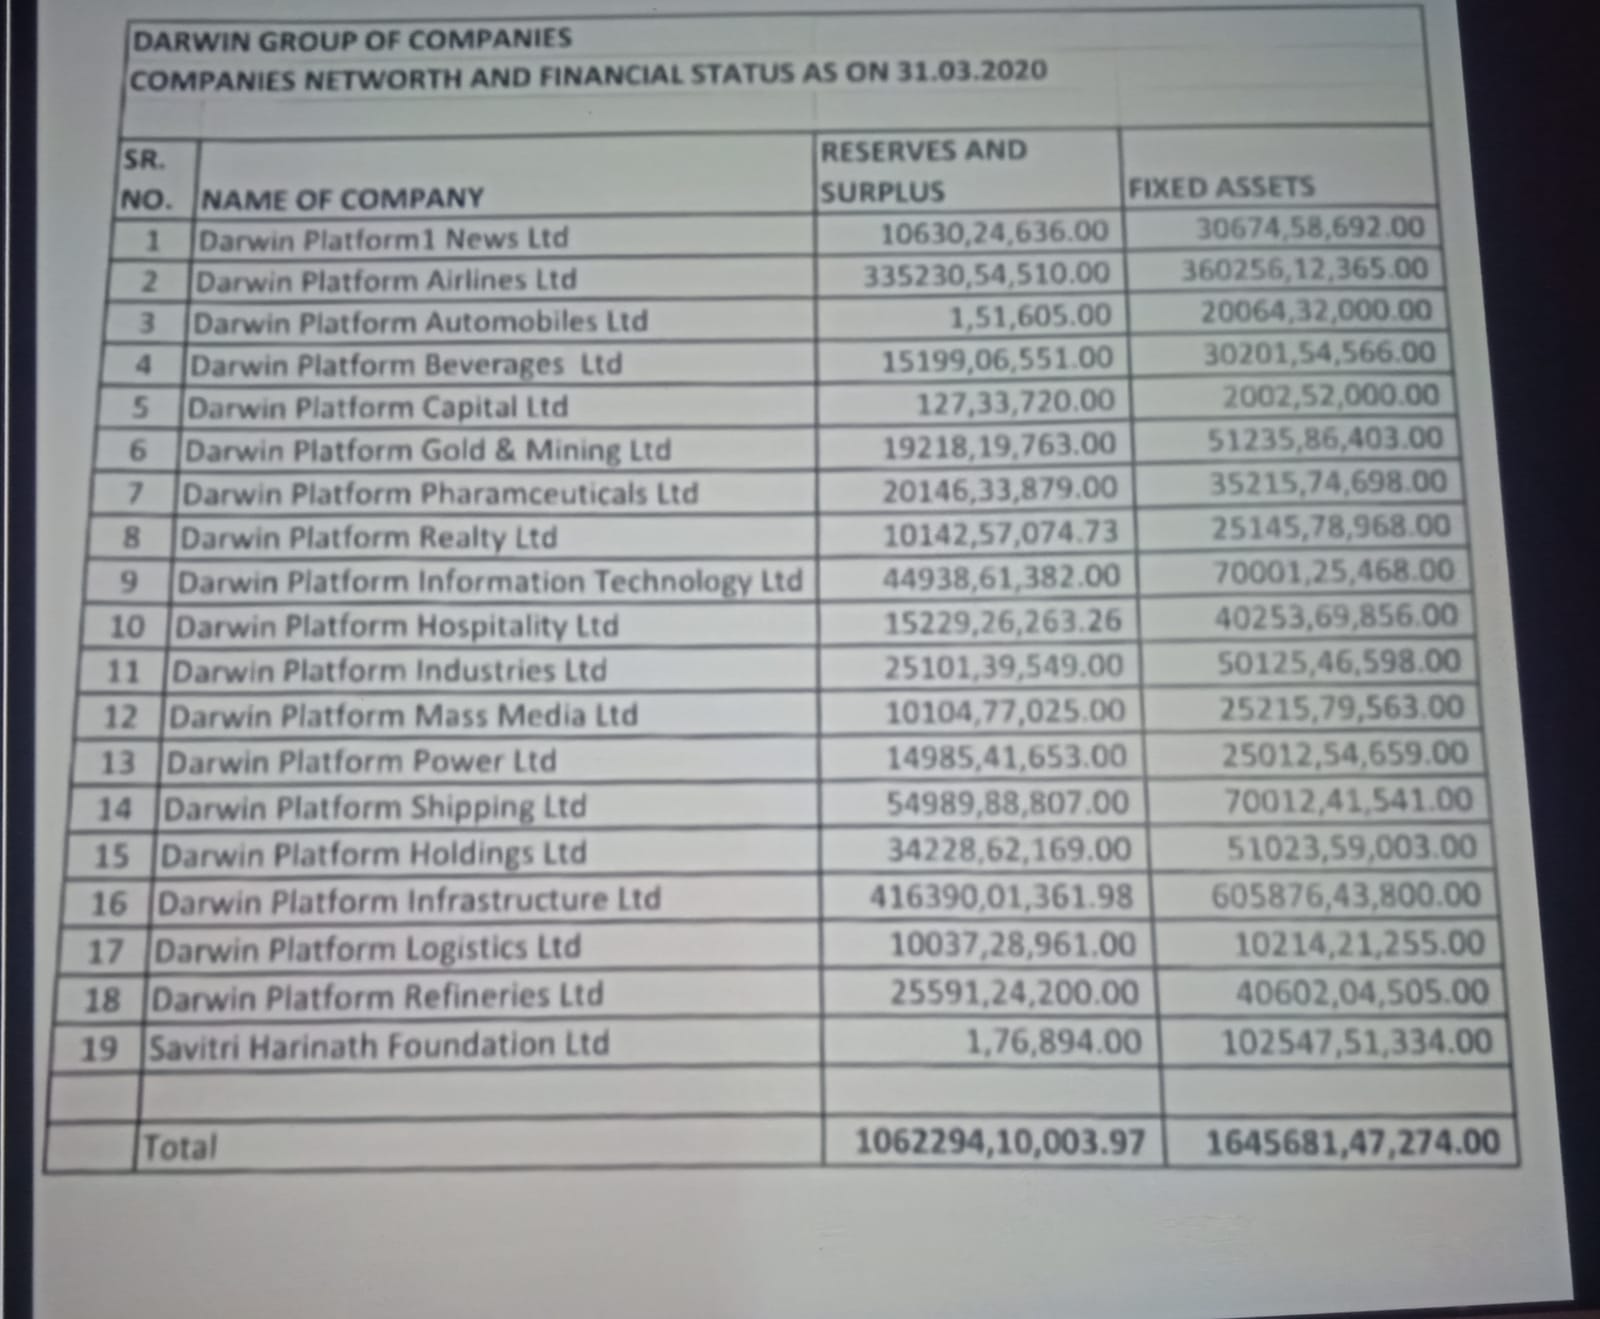 DARWIN GROUP OF COMPANIES
COMPANIES NETWORTH AND FINANCIAL STATUS AS ON 31.03.2020
SR. NO. NAME OF COMPANY RESERVES AND SURPLUS FIXED ASSETS
1 Darwin Platform1 News Ltd 10630,24,636.00 30674,58,692.00
2 Darwin Platform Airlines Ltd 335230,54,510.00 360256,12,365.00
3 Darwin Platform Automobiles Ltd 1,51,605.00 20064,32,000.00
4 Darwin Platform Beverages Ltd 15199,06,551.00 30201,54,566.00
5 Darwin Platform Capital Ltd 127,33,720.00 2002,52,000.00
6 Darwin Platform Gold & Mining Ltd 19218,19,763.00 51235,86,403.00
7 Darwin Platform Pharamceuticals Ltd 20146,33,879.00 35215,74,698.00
8 Darwin Platform Realty Ltd 10142,57,074.73 25145,78,968.00
9 Darwin Platform Information Technology Ltd 44938,61,382.00 70001,25,468.00
10 Darwin Platform Hospitality Ltd 15229,26,263.26 40253,69,856.00
11 Darwin Platform Industries Ltd 25101,39,549.00 50125,46,598.00
12 Darwin Platform Mass Media Ltd 10104,77,025.00 25215,79,563.00
13 Darwin Platform Power Ltd 14985,41,653.00 25012,54,659.00
14 Darwin Platform Shipping Ltd 54989,88,807.00 70012,41,541.00
15 Darwin Platform Holdings Ltd 34228,62,169.00 51023,59,003.00
16 Darwin Platform Infrastructure Ltd 416390,01,361.98 605876,43,800.00
17 Darwin Platform Logistics Ltd 10037,28,961.00 10214,21,255.00
18 Darwin Platform Refineries Ltd 25591,24,200.00 40602,04,505.00
19 Savitri Harinath Foundation Ltd 1,76,894.00 102547,51,334.00
Total 1062294,10,003.97 1645681,47,274.00